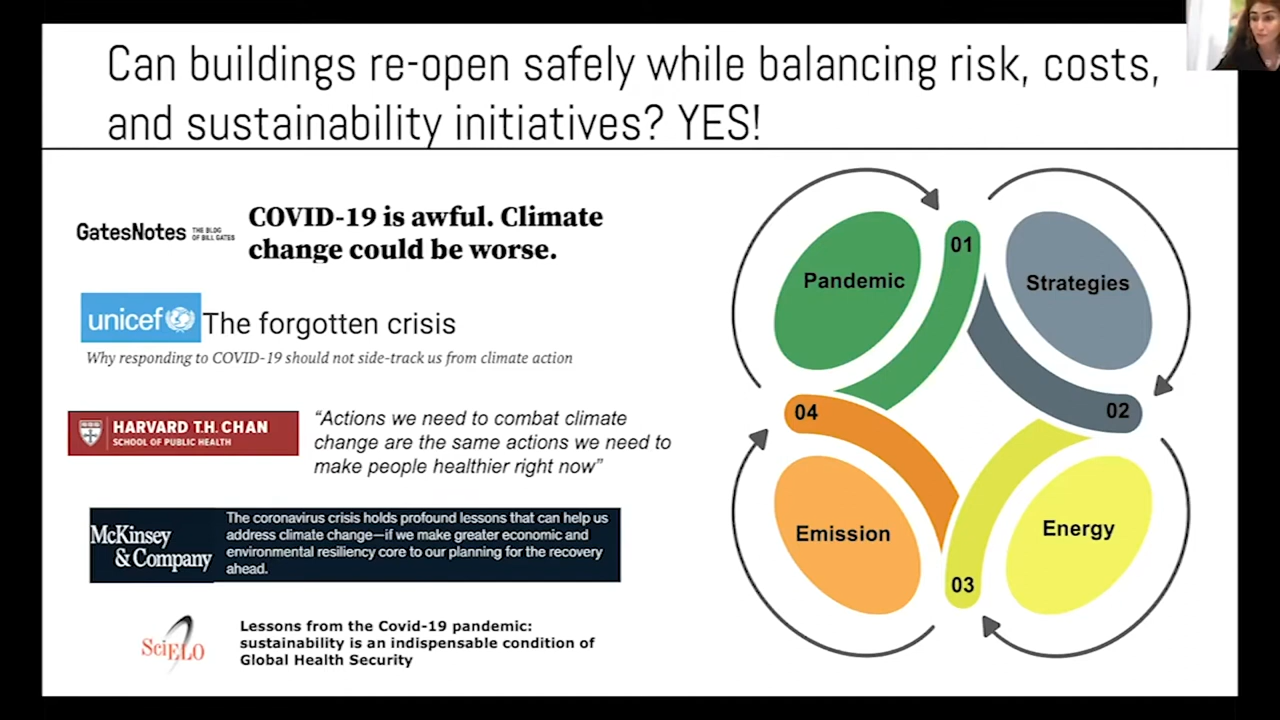 Can buildings re-open safely while balancing risk, costs,
and sustainability initiatives? YES!
GatesNotes THE BLOG
OF BILL GATES
COVID-19 is awful. Climate
change could be worse.
unicef The forgotten crisis
Why responding to COVID-19 should not side-track us from climate action
HARVARD T.H. CHAN
SCHOOL OF PUBLIC HEALTH
“Actions we need to combat climate
change are the same actions we need to
make people healthier right now”
McKinsey
& Company
The coronavirus crisis holds profound lessons that can help us
address climate change—if we make greater economic and
environmental resiliency core to our planning for the recovery
ahead.
SciELO
Lessons from the Covid-19 pandemic:
sustainability is an indispensable condition of
Global Health Security
Pandemic
01
Strategies
02
04
Emission
Energy
03